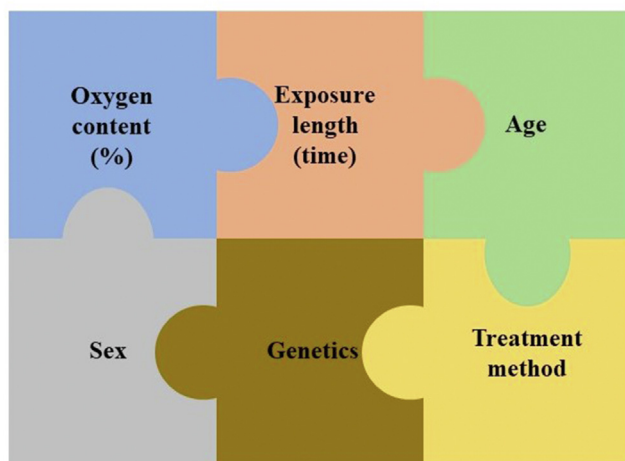 Oxygen
content
(%)
Exposure
length
(time)
Age
Sex
Genetics
Treatment
method